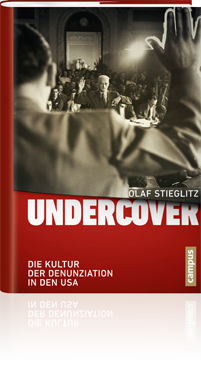 OLAF STIEGLITZ
UNDERCOVER
DIE KULTUR
DER DENUNZIATION
IN DEN USA
campus